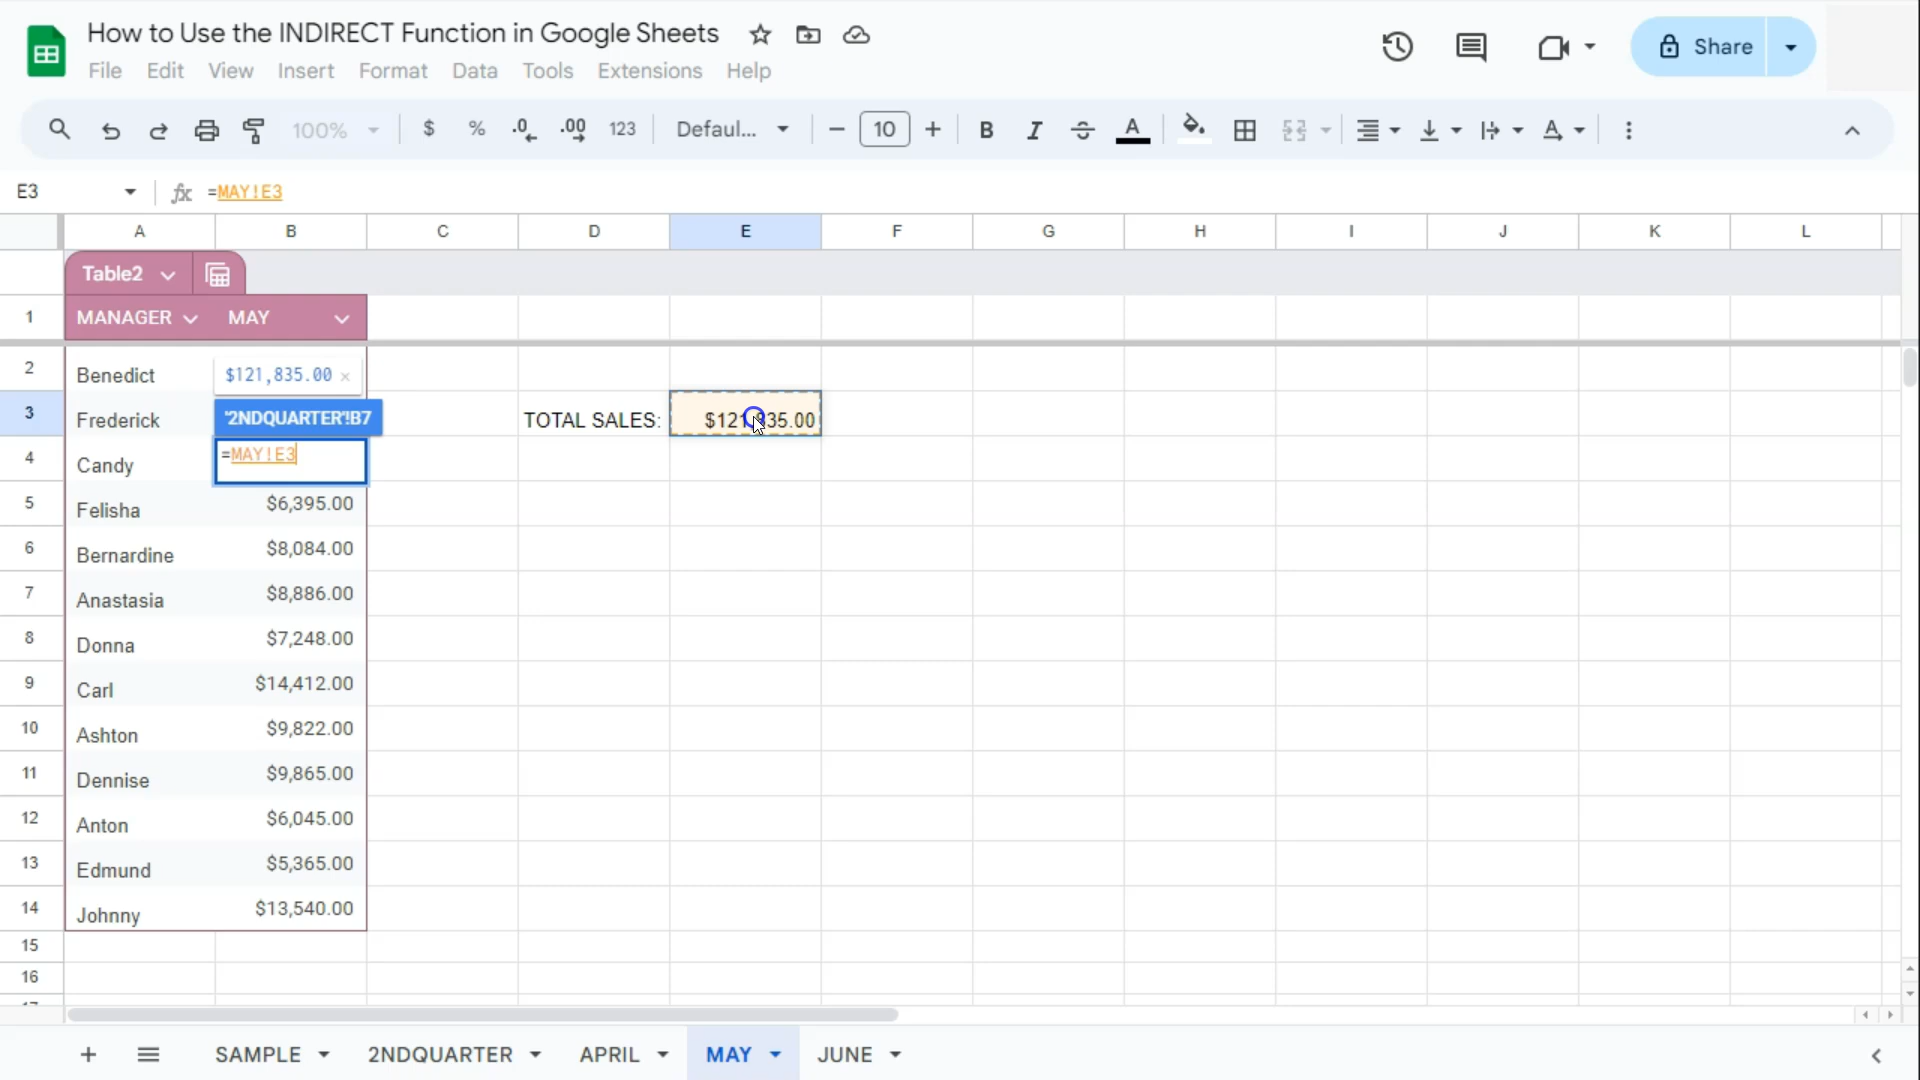 How to Use the INDIRECT Function in Google Sheets
File Edit View Insert Format Data Tools Extensions Help
Share
100% $ % .0 .00 123 Defaul... 10 B I A
E3 =MAY!E3
A B C D E F G H I J K L
Table2
1 MANAGER MAY
2 Benedict $121,835.00 ×
3 Frederick '2NDQUARTER'!B7 TOTAL SALES:
4 Candy =MAY!E3
5 Felisha $6,395.00
6 Bernardine $8,084.00
7 Anastasia $8,886.00
8 Donna $7,248.00
9 Carl $14,412.00
10 Ashton $9,822.00
11 Dennise $9,865.00
12 Anton $6,045.00
13 Edmund $5,365.00
14 Johnny $13,540.00
15
16
SAMPLE 2NDQUARTER APRIL MAY JUNE